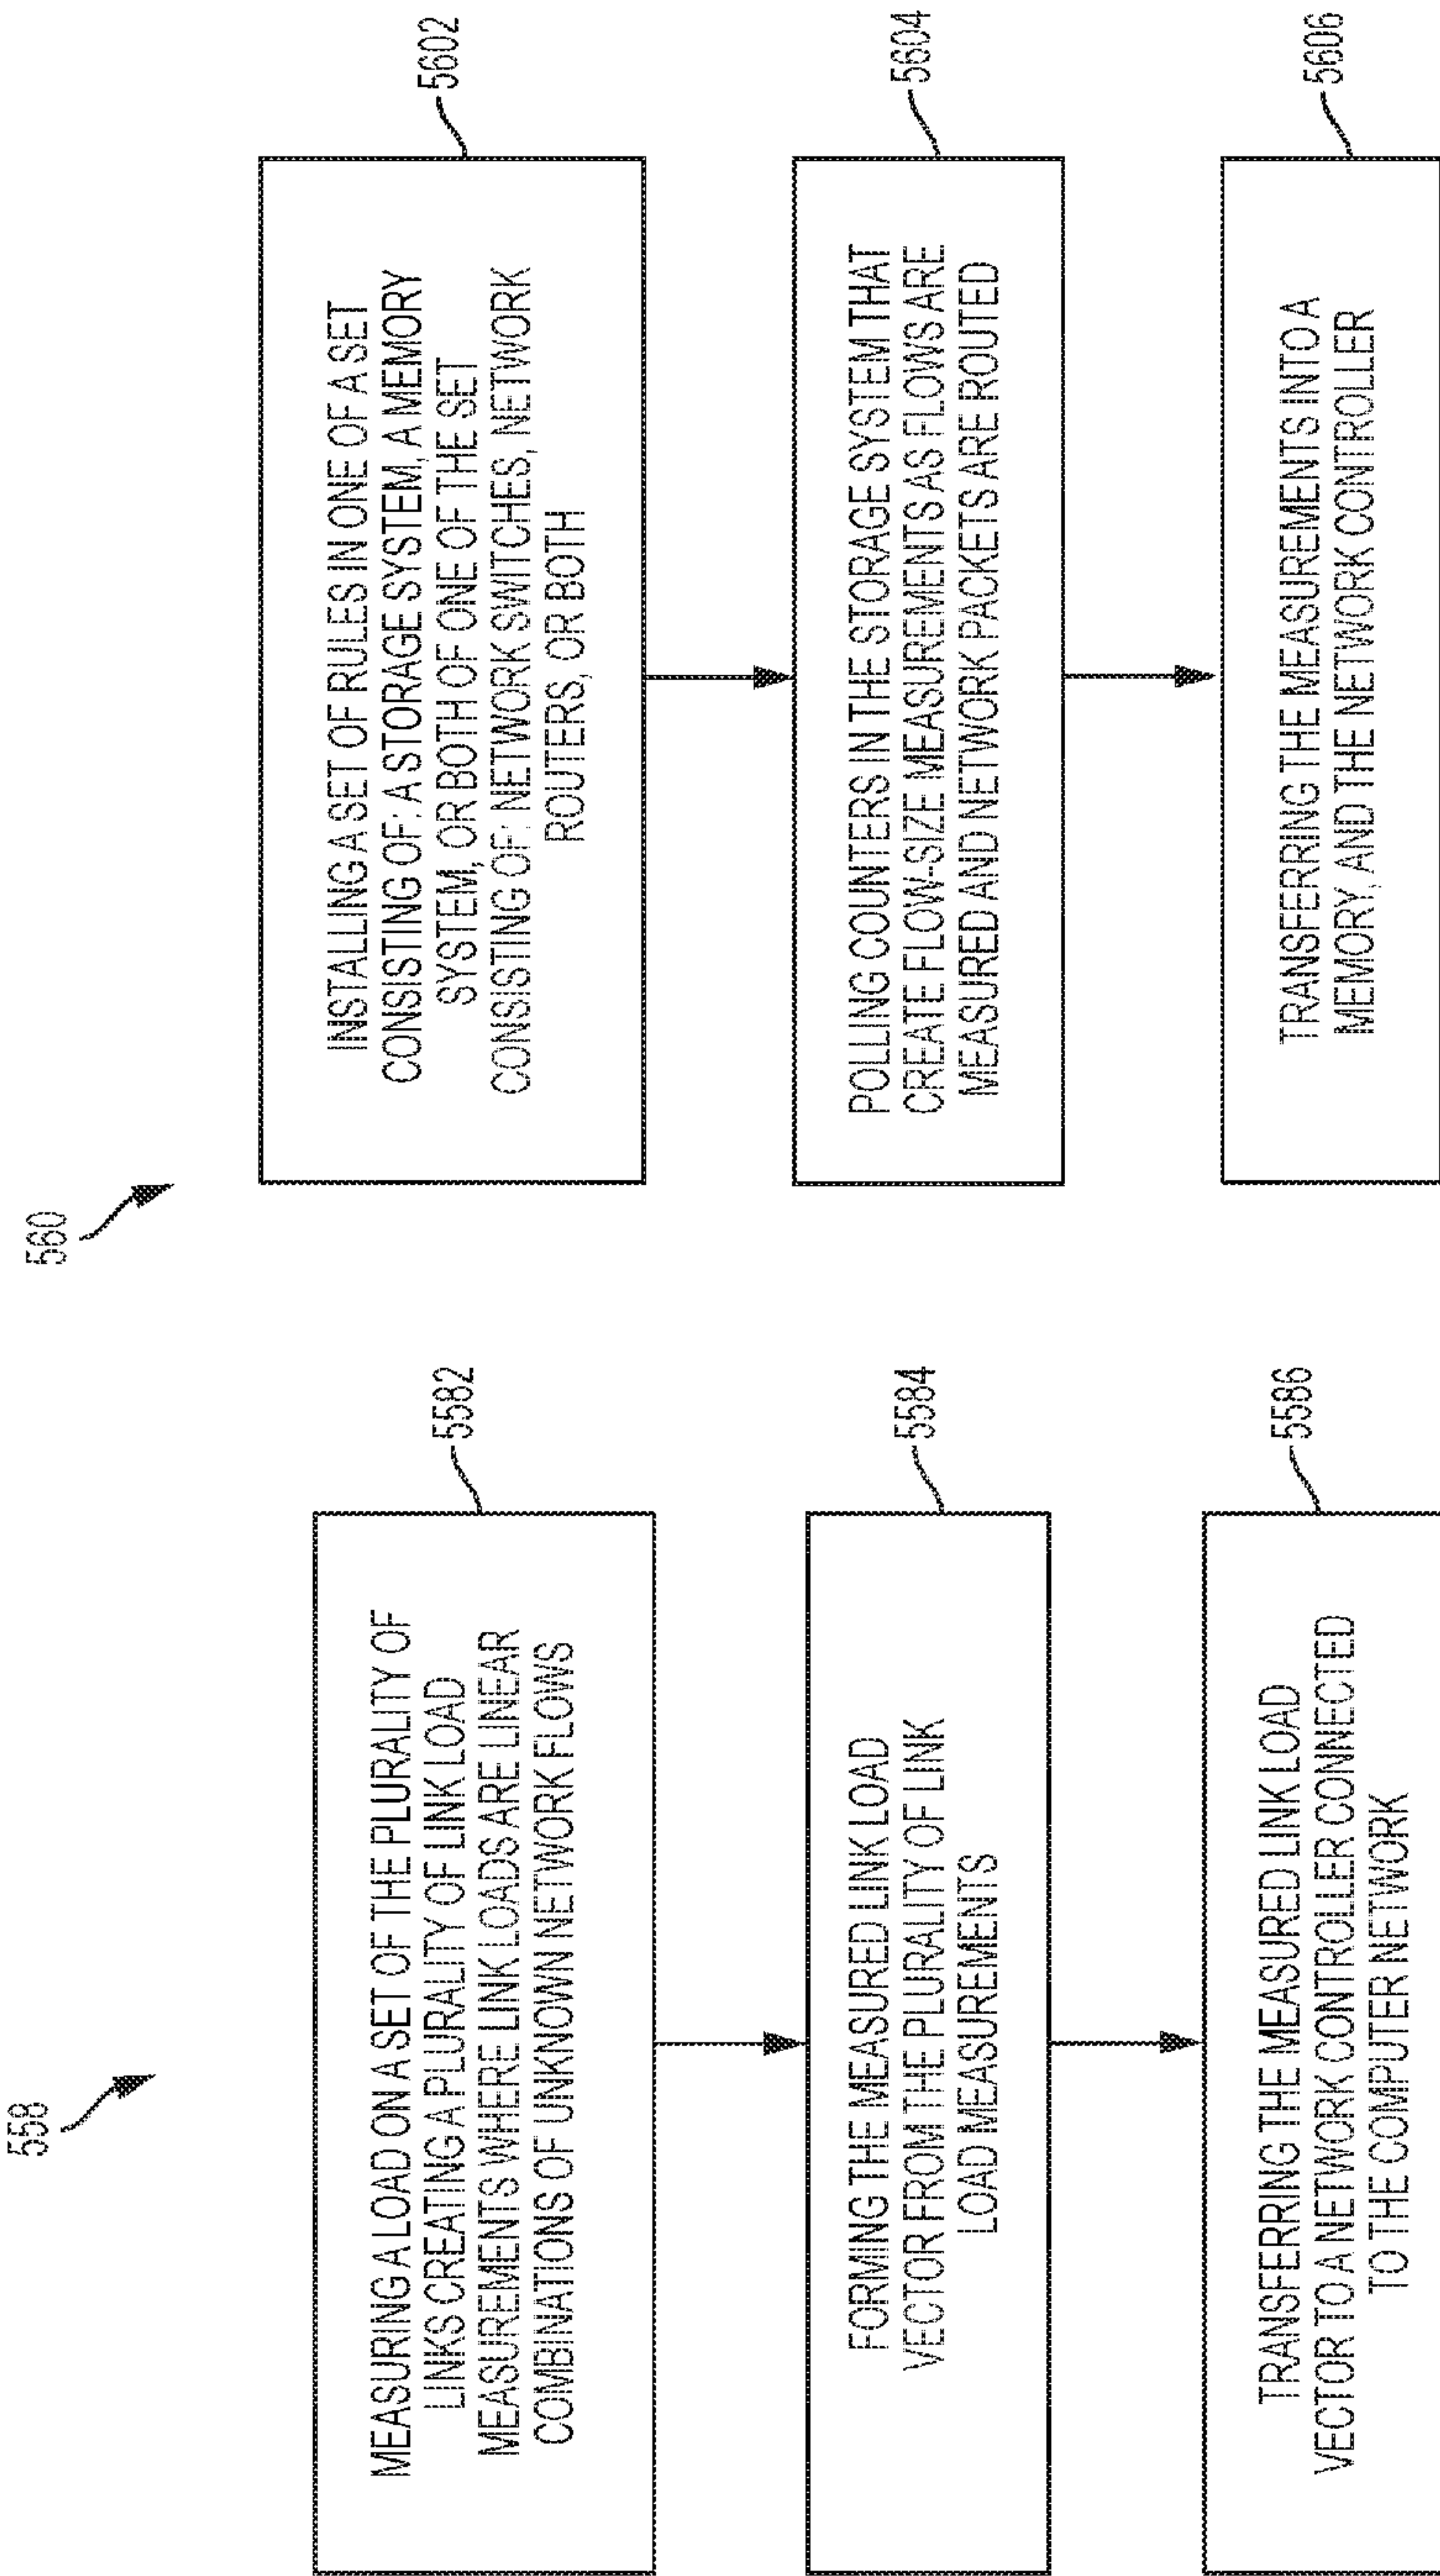 558
MEASURING A LOAD ON A SET OF THE PLURALITY OF
LINKS CREATING A PLURALITY OF LINK LOAD
MEASUREMENTS WHERE LINK LOADS ARE LINEAR
COMBINATIONS OF UNKNOWN NETWORK FLOWS
5582
FORMING THE MEASURED LINK LOAD
VECTOR FROM THE PLURALITY OF LINK
LOAD MEASUREMENTS
5584
TRANSFERRING THE MEASURED LINK LOAD
VECTOR TO A NETWORK CONTROLLER CONNECTED
TO THE COMPUTER NETWORK
5586
560
INSTALLING A SET OF RULES IN ONE OF A SET
CONSISTING OF: A STORAGE SYSTEM, A MEMORY
SYSTEM, OR BOTH OF ONE OF THE SET
CONSISTING OF: NETWORK SWITCHES, NETWORK
ROUTERS, OR BOTH
5602
POLLING COUNTERS IN THE STORAGE SYSTEM THAT
CREATE FLOW-SIZE MEASUREMENTS AS FLOWS ARE
MEASURED AND NETWORK PACKETS ARE ROUTED
5604
TRANSFERRING THE MEASUREMENTS INTO A
MEMORY, AND THE NETWORK CONTROLLER
5606